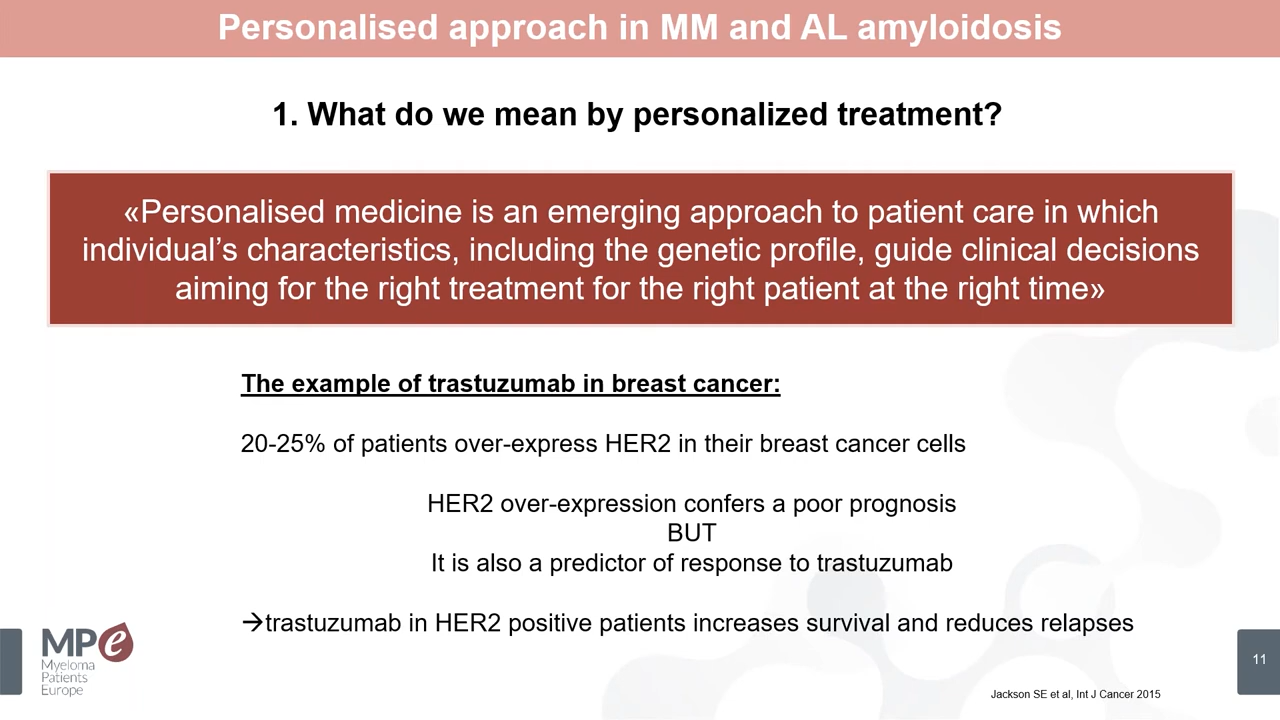 Personalised approach in MM and AL amyloidosis
1. What do we mean by personalized treatment?
«Personalised medicine is an emerging approach to patient care in which
individual’s characteristics, including the genetic profile, guide clinical decisions
aiming for the right treatment for the right patient at the right time»
The example of trastuzumab in breast cancer:
20-25% of patients over-express HER2 in their breast cancer cells
HER2 over-expression confers a poor prognosis
BUT
It is also a predictor of response to trastuzumab
→trastuzumab in HER2 positive patients increases survival and reduces relapses
MPe
Myeloma
Patients
Europe
11
Jackson SE et al, Int J Cancer 2015